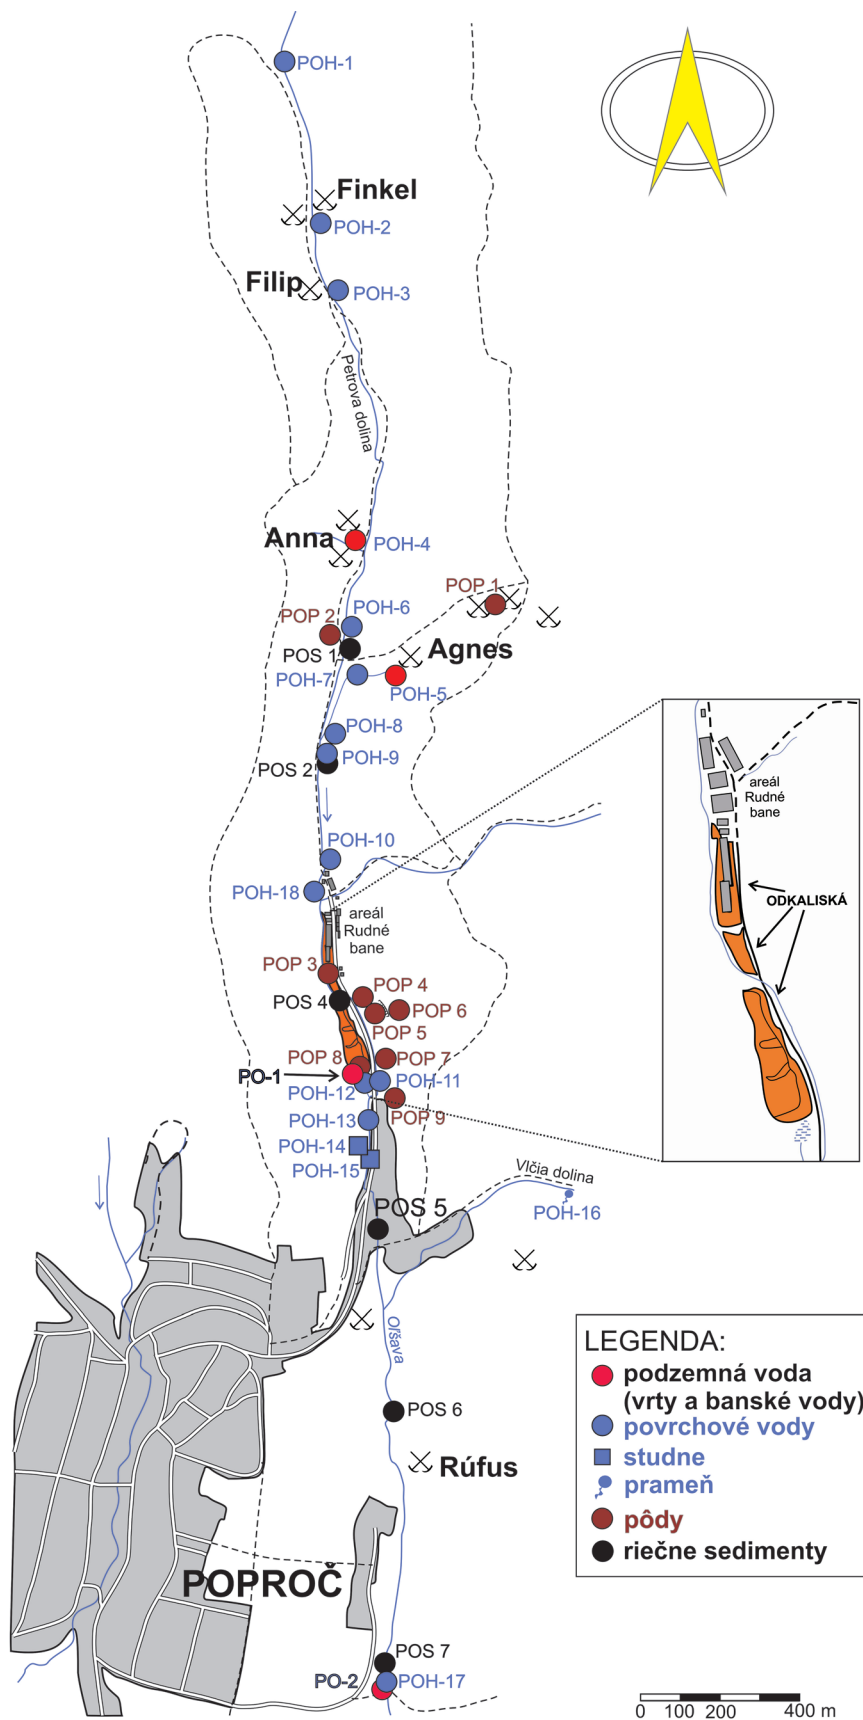 POH-1
Finkel
POH-2
Filip
POH-3
Petrova dolina
Anna
POH-4
POP 1
POP 2
POH-6
POS 1
Agnes
POH-7
POH-5
POH-8
POH-9
POS 2
POH-10
POH-18
areál
Rudné
bane
areál
Rudné
bane
ODKALISKÁ
POP 3
POP 4
POS 4
POP 6
POP 5
POP 8
POP 7
PO-1
POH-11
POH-12
POP 9
POH-13
POH-14
POH-15
Vlčia dolina
POS 5
POH-16
Oľšava
POS 6
Rúfus
POPROČ
POS 7
PO-2
POH-17
LEGENDA:
podzemná voda
(vrty a banské vody)
povrchové vody
studne
prameň
pôdy
riečne sedimenty
0 100 200 400 m